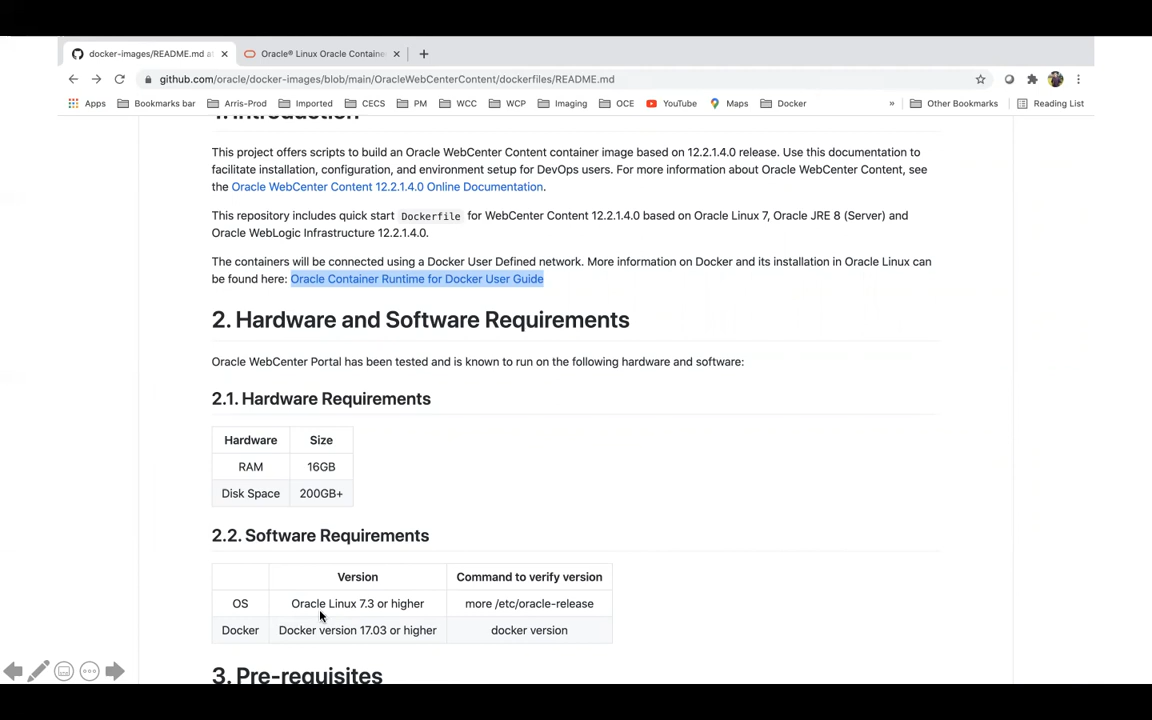 docker-images/README.md a
Oracle® Linux Oracle Containe
github.com/oracle/docker-images/blob/main/OracleWebCenterContent/dockerfiles/README.md
Apps Bookmarks bar Arris-Prod Imported CECS PM WCC WCP Imaging OCE YouTube Maps Docker » Other Bookmarks Reading List
1. Introduction
This project offers scripts to build an Oracle WebCenter Content container image based on 12.2.1.4.0 release. Use this documentation to
facilitate installation, configuration, and environment setup for DevOps users. For more information about Oracle WebCenter Content, see
the Oracle WebCenter Content 12.2.1.4.0 Online Documentation.
This repository includes quick start Dockerfile for WebCenter Content 12.2.1.4.0 based on Oracle Linux 7, Oracle JRE 8 (Server) and
Oracle WebLogic Infrastructure 12.2.1.4.0.
The containers will be connected using a Docker User Defined network. More information on Docker and its installation in Oracle Linux can
be found here: Oracle Container Runtime for Docker User Guide
2. Hardware and Software Requirements
Oracle WebCenter Portal has been tested and is known to run on the following hardware and software:
2.1. Hardware Requirements
Hardware Size
RAM 16GB
Disk Space 200GB+
2.2. Software Requirements
Version Command to verify version
OS Oracle Linux 7.3 or higher more /etc/oracle-release
Docker Docker version 17.03 or higher docker version
3. Pre-requisites